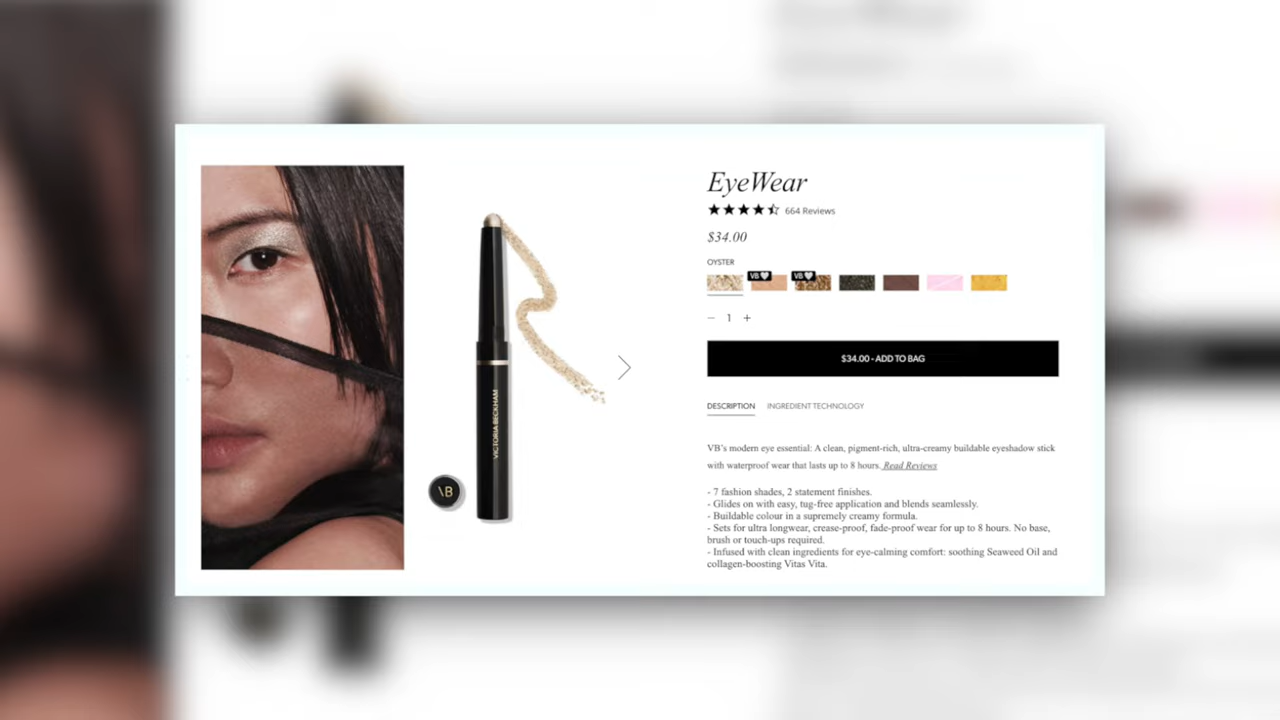 EyeWear
664 Reviews
$34.00
OYSTER
VB
VB
− 1 +
$34.00 - ADD TO BAG
DESCRIPTION INGREDIENT TECHNOLOGY
VB's modern eye essential: A clean, pigment-rich, ultra-creamy buildable eyeshadow stick
with waterproof wear that lasts up to 8 hours. Read Reviews
- 7 fashion shades, 2 statement finishes.
- Glides on with easy, tug-free application and blends seamlessly.
- Buildable colour in a supremely creamy formula.
- Sets for ultra longwear, crease-proof, fade-proof wear for up to 8 hours. No base,
brush or touch-ups required.
- Infused with clean ingredients for eye-calming comfort: soothing Seaweed Oil and
collagen-boosting Vitas Vita.
VICTORIA BECKHAM
VB